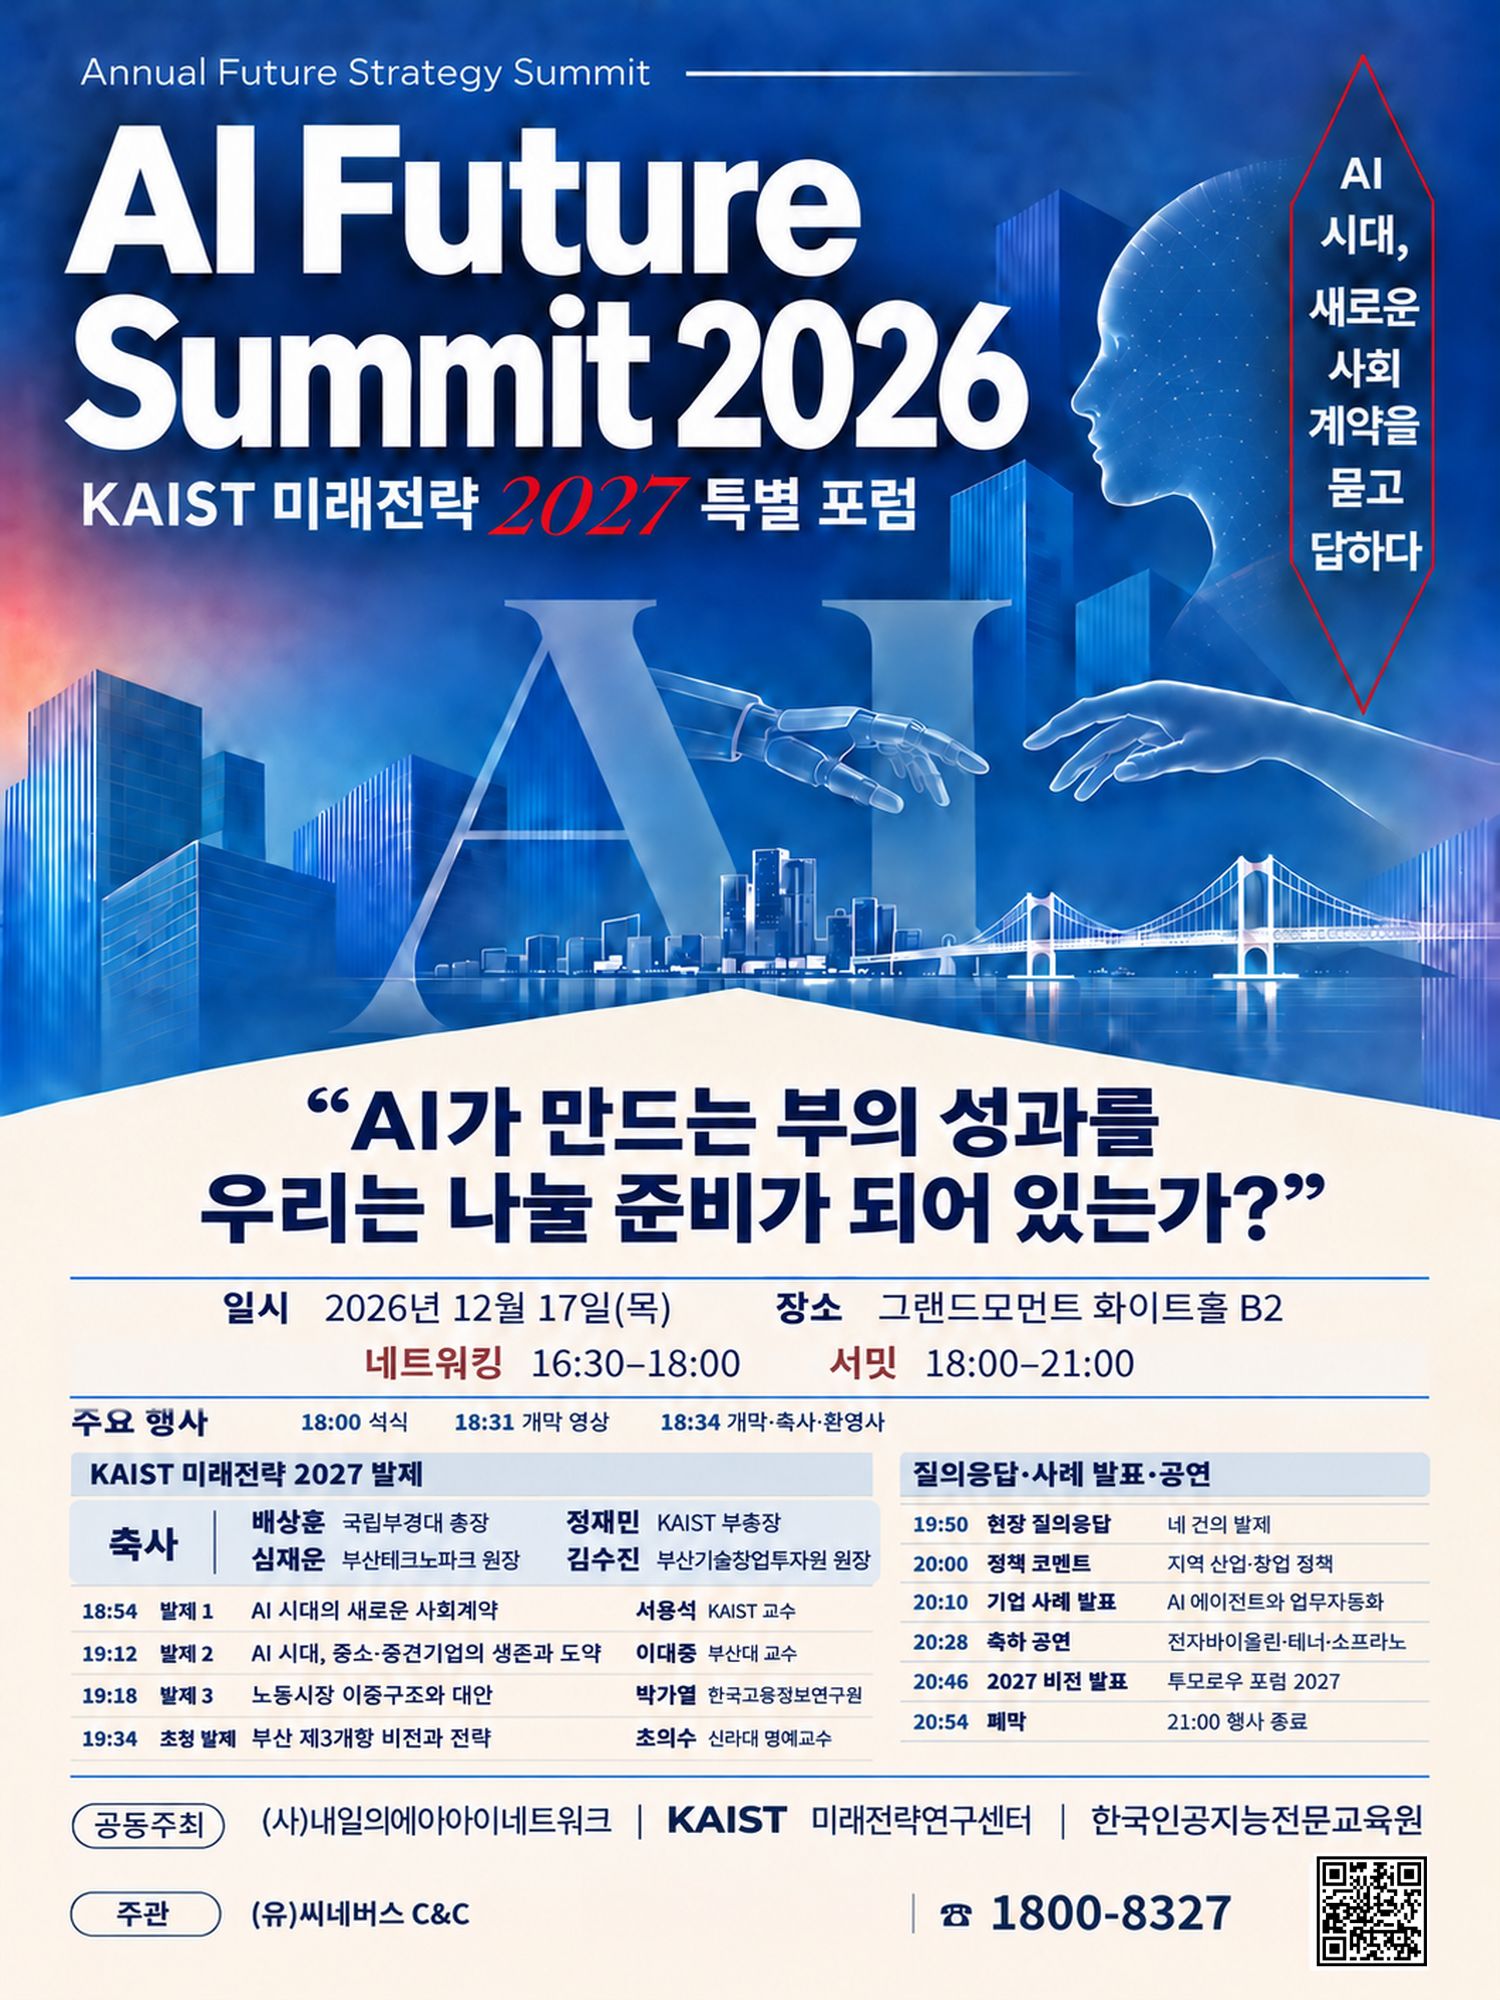 Annual Future Strategy Summit
AI Future
Summit 2026
KAIST 미래전략 2027 특별 포럼
AI
시대,
새로운
사회
계약을
묻고
답하다
AI
“AI가 만드는 부의 성과를
우리는 나눌 준비가 되어 있는가?”
일시 2026년 12월 17일(목) 장소 그랜드모먼트 화이트홀 B2
네트워킹 16:30–18:00 서밋 18:00–21:00
주요 행사 18:00 석식 18:31 개막 영상 18:34 개막·축사·환영사
KAIST 미래전략 2027 발제
축사
배상훈 국립부경대 총장 정재민 KAIST 부총장
심재운 부산테크노파크 원장 김수진 부산기술창업투자원 원장
18:54 발제 1 AI 시대의 새로운 사회계약 서용석 KAIST 교수
19:12 발제 2 AI 시대, 중소·중견기업의 생존과 도약 이대중 부산대 교수
19:18 발제 3 노동시장 이중구조와 대안 박가열 한국고용정보연구원
19:34 초청 발제 부산 제3개항 비전과 전략 초의수 신라대 명예교수
질의응답·사례 발표·공연
19:50 현장 질의응답 네 건의 발제
20:00 정책 코멘트 지역 산업·창업 정책
20:10 기업 사례 발표 AI 에이전트와 업무자동화
20:28 축하 공연 전자바이올린·테너·소프라노
20:46 2027 비전 발표 투모로우 포럼 2027
20:54 폐막 21:00 행사 종료
공동주최 (사)내일의에아아이네트워크 | KAIST 미래전략연구센터 | 한국인공지능전문교육원
주관 (유)씨네버스 C&C | ☎ 1800-8327